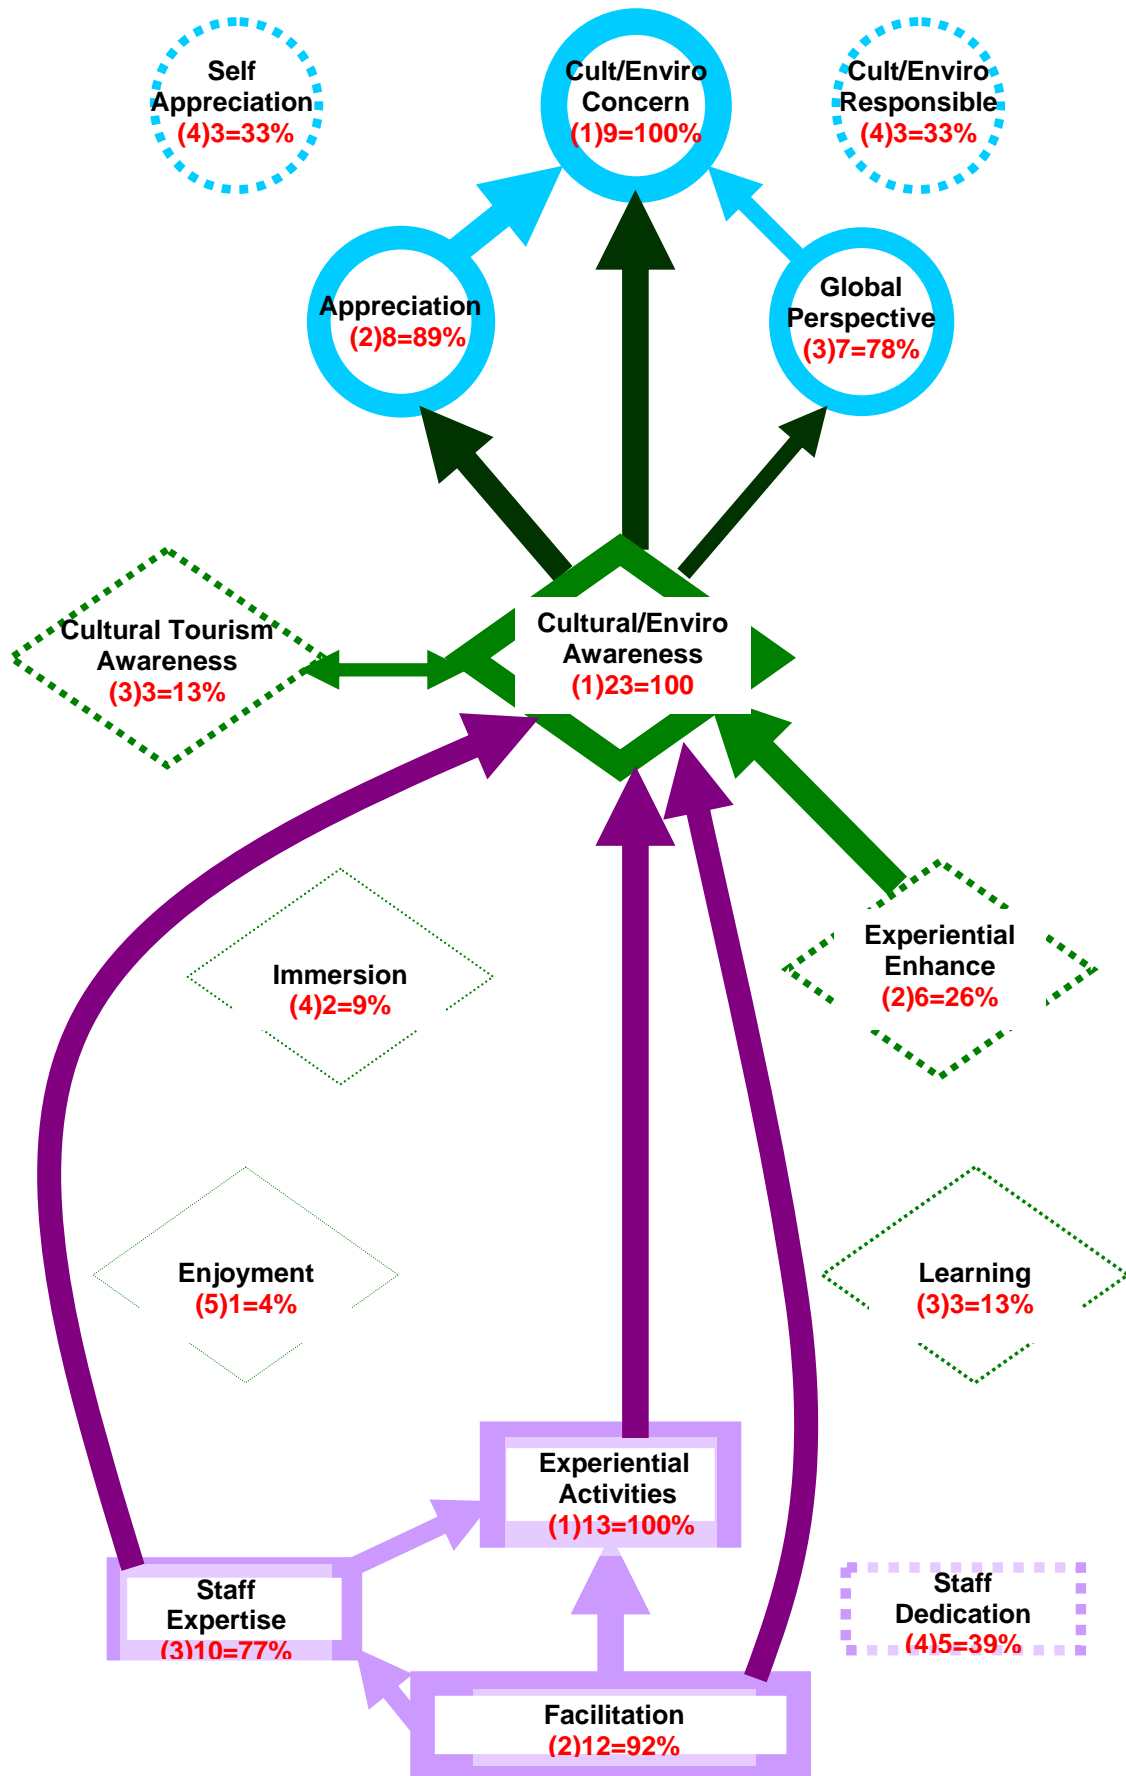 Self
Appreciation
(4)3=33%
Cult/Enviro
Concern
(1)9=100%
Cult/Enviro
Responsible
(4)3=33%
Appreciation
(2)8=89%
Global
Perspective
(3)7=78%
Cultural Tourism
Awareness
(3)3=13%
Cultural/Enviro
Awareness
(1)23=100
Immersion
(4)2=9%
Experiential
Enhance
(2)6=26%
Enjoyment
(5)1=4%
Learning
(3)3=13%
Experiential
Activities
(1)13=100%
Staff
Expertise
(3)10=77%
Staff
Dedication
(4)5=39%
Facilitation
(2)12=92%